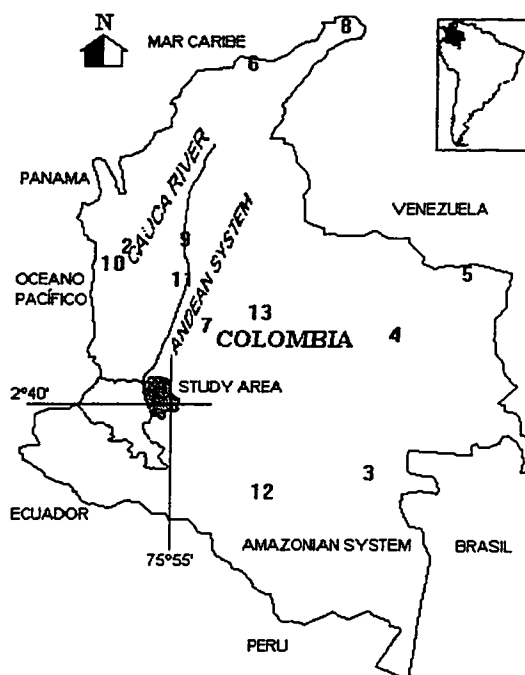 N
MAR CARIBE
8
6
PANAMA
CAUCA RIVER
VENEZUELA
2
9
10
OCEANO
PACÍFICO
11
ANDEAN SYSTEM
5
13
7
COLOMBIA
4
STUDY AREA
2°40'
3
12
ECUADOR
AMAZONIAN SYSTEM
BRASIL
75°55'
PERU